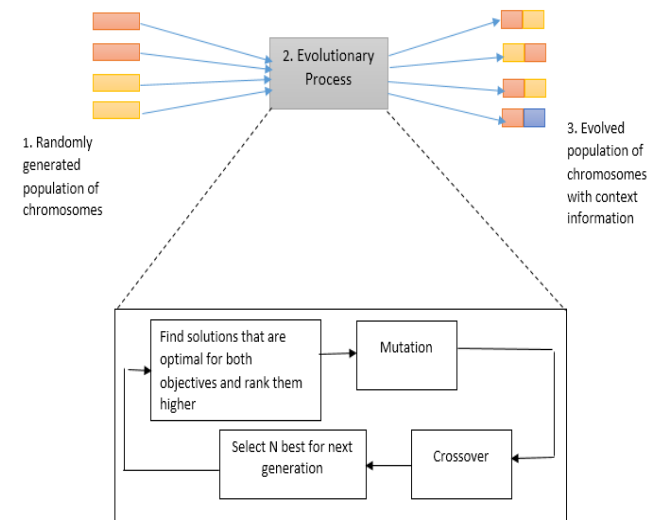 2. Evolutionary
Process
1. Randomly
generated
population of
chromosomes
3. Evolved
population of
chromosomes
with context
information
Find solutions that are
optimal for both
objectives and rank them
higher
Mutation
Select N best for next
generation
Crossover